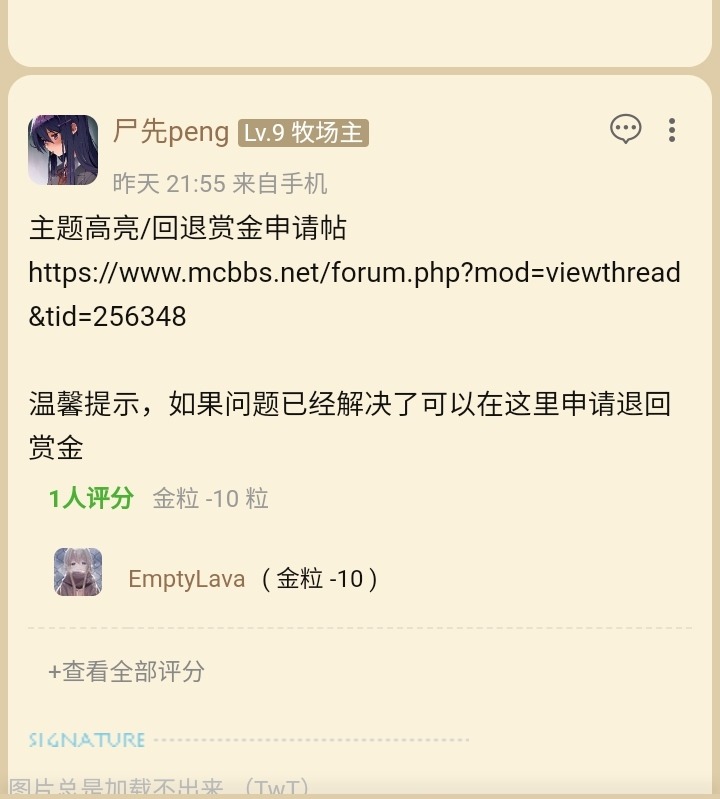 尸先peng Lv.9 牧场主
昨天 21:55 来自手机
主题高亮/回退赏金申请帖
https://www.mcbbs.net/forum.php?mod=viewthread
&tid=256348
温馨提示，如果问题已经解决了可以在这里申请退回
赏金
1人评分 金粒 -10 粒
EmptyLava ( 金粒 -10 )
+查看全部评分
SIGNATURE
图片总是加载不出来 （TwT）